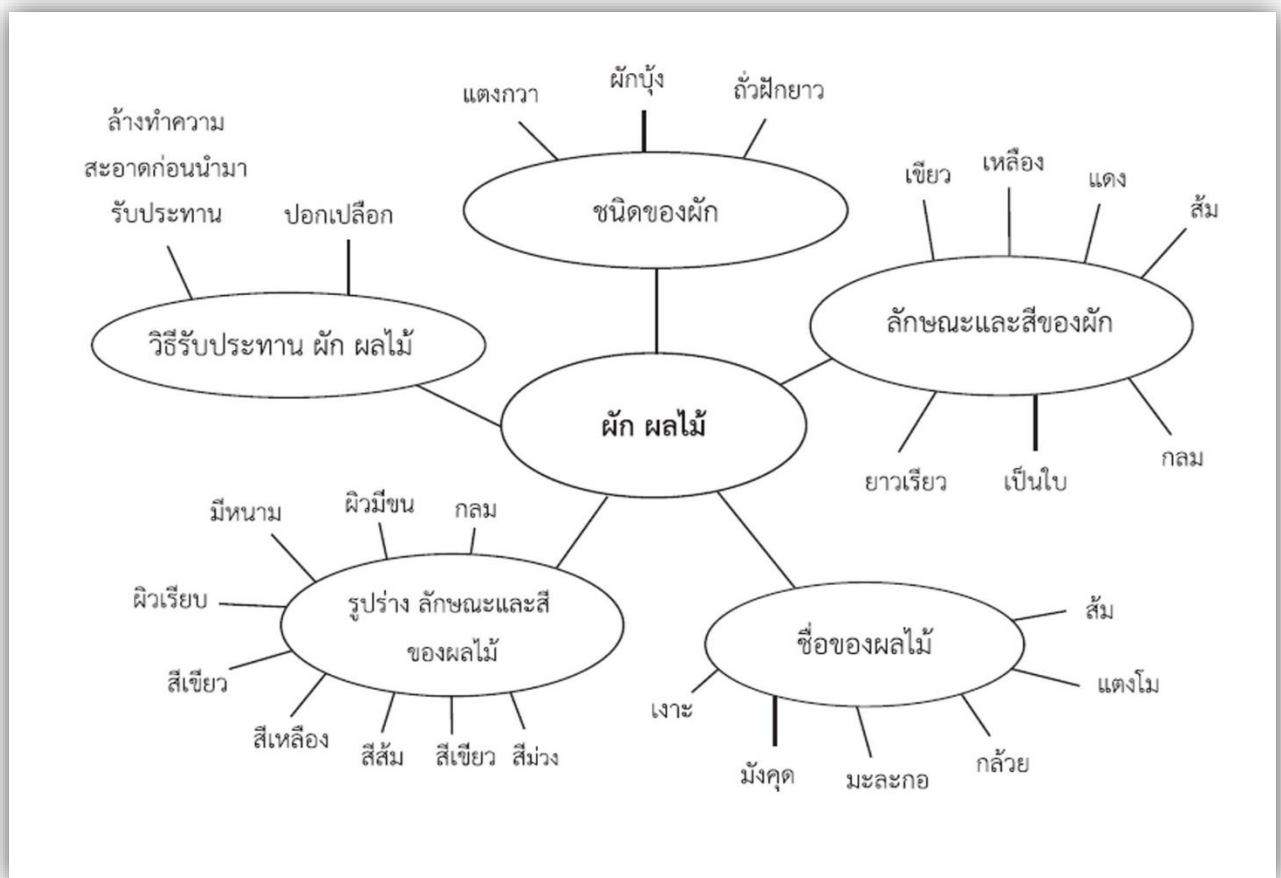 ผักบุ้ง
แตงกวา
ถั่วฝักยาว
ชนิดของผัก
ล้างทำความ
สะอาดก่อนนำมา
รับประทาน
ปอกเปลือก
วิธีรับประทาน ผัก ผลไม้
เขียว
เหลือง
แดง
ส้ม
ลักษณะและสีของผัก
ยาวเรียว
เป็นใบ
กลม
ผัก ผลไม้
มีหนาม
ผิวมีขน
กลม
ผิวเรียบ
รูปร่าง ลักษณะและสี
ของผลไม้
สีเขียว
สีเหลือง
สีส้ม
สีเขียว
สีม่วง
ชื่อของผลไม้
ส้ม
แตงโม
เงาะ
มังคุด
มะละกอ
กล้วย